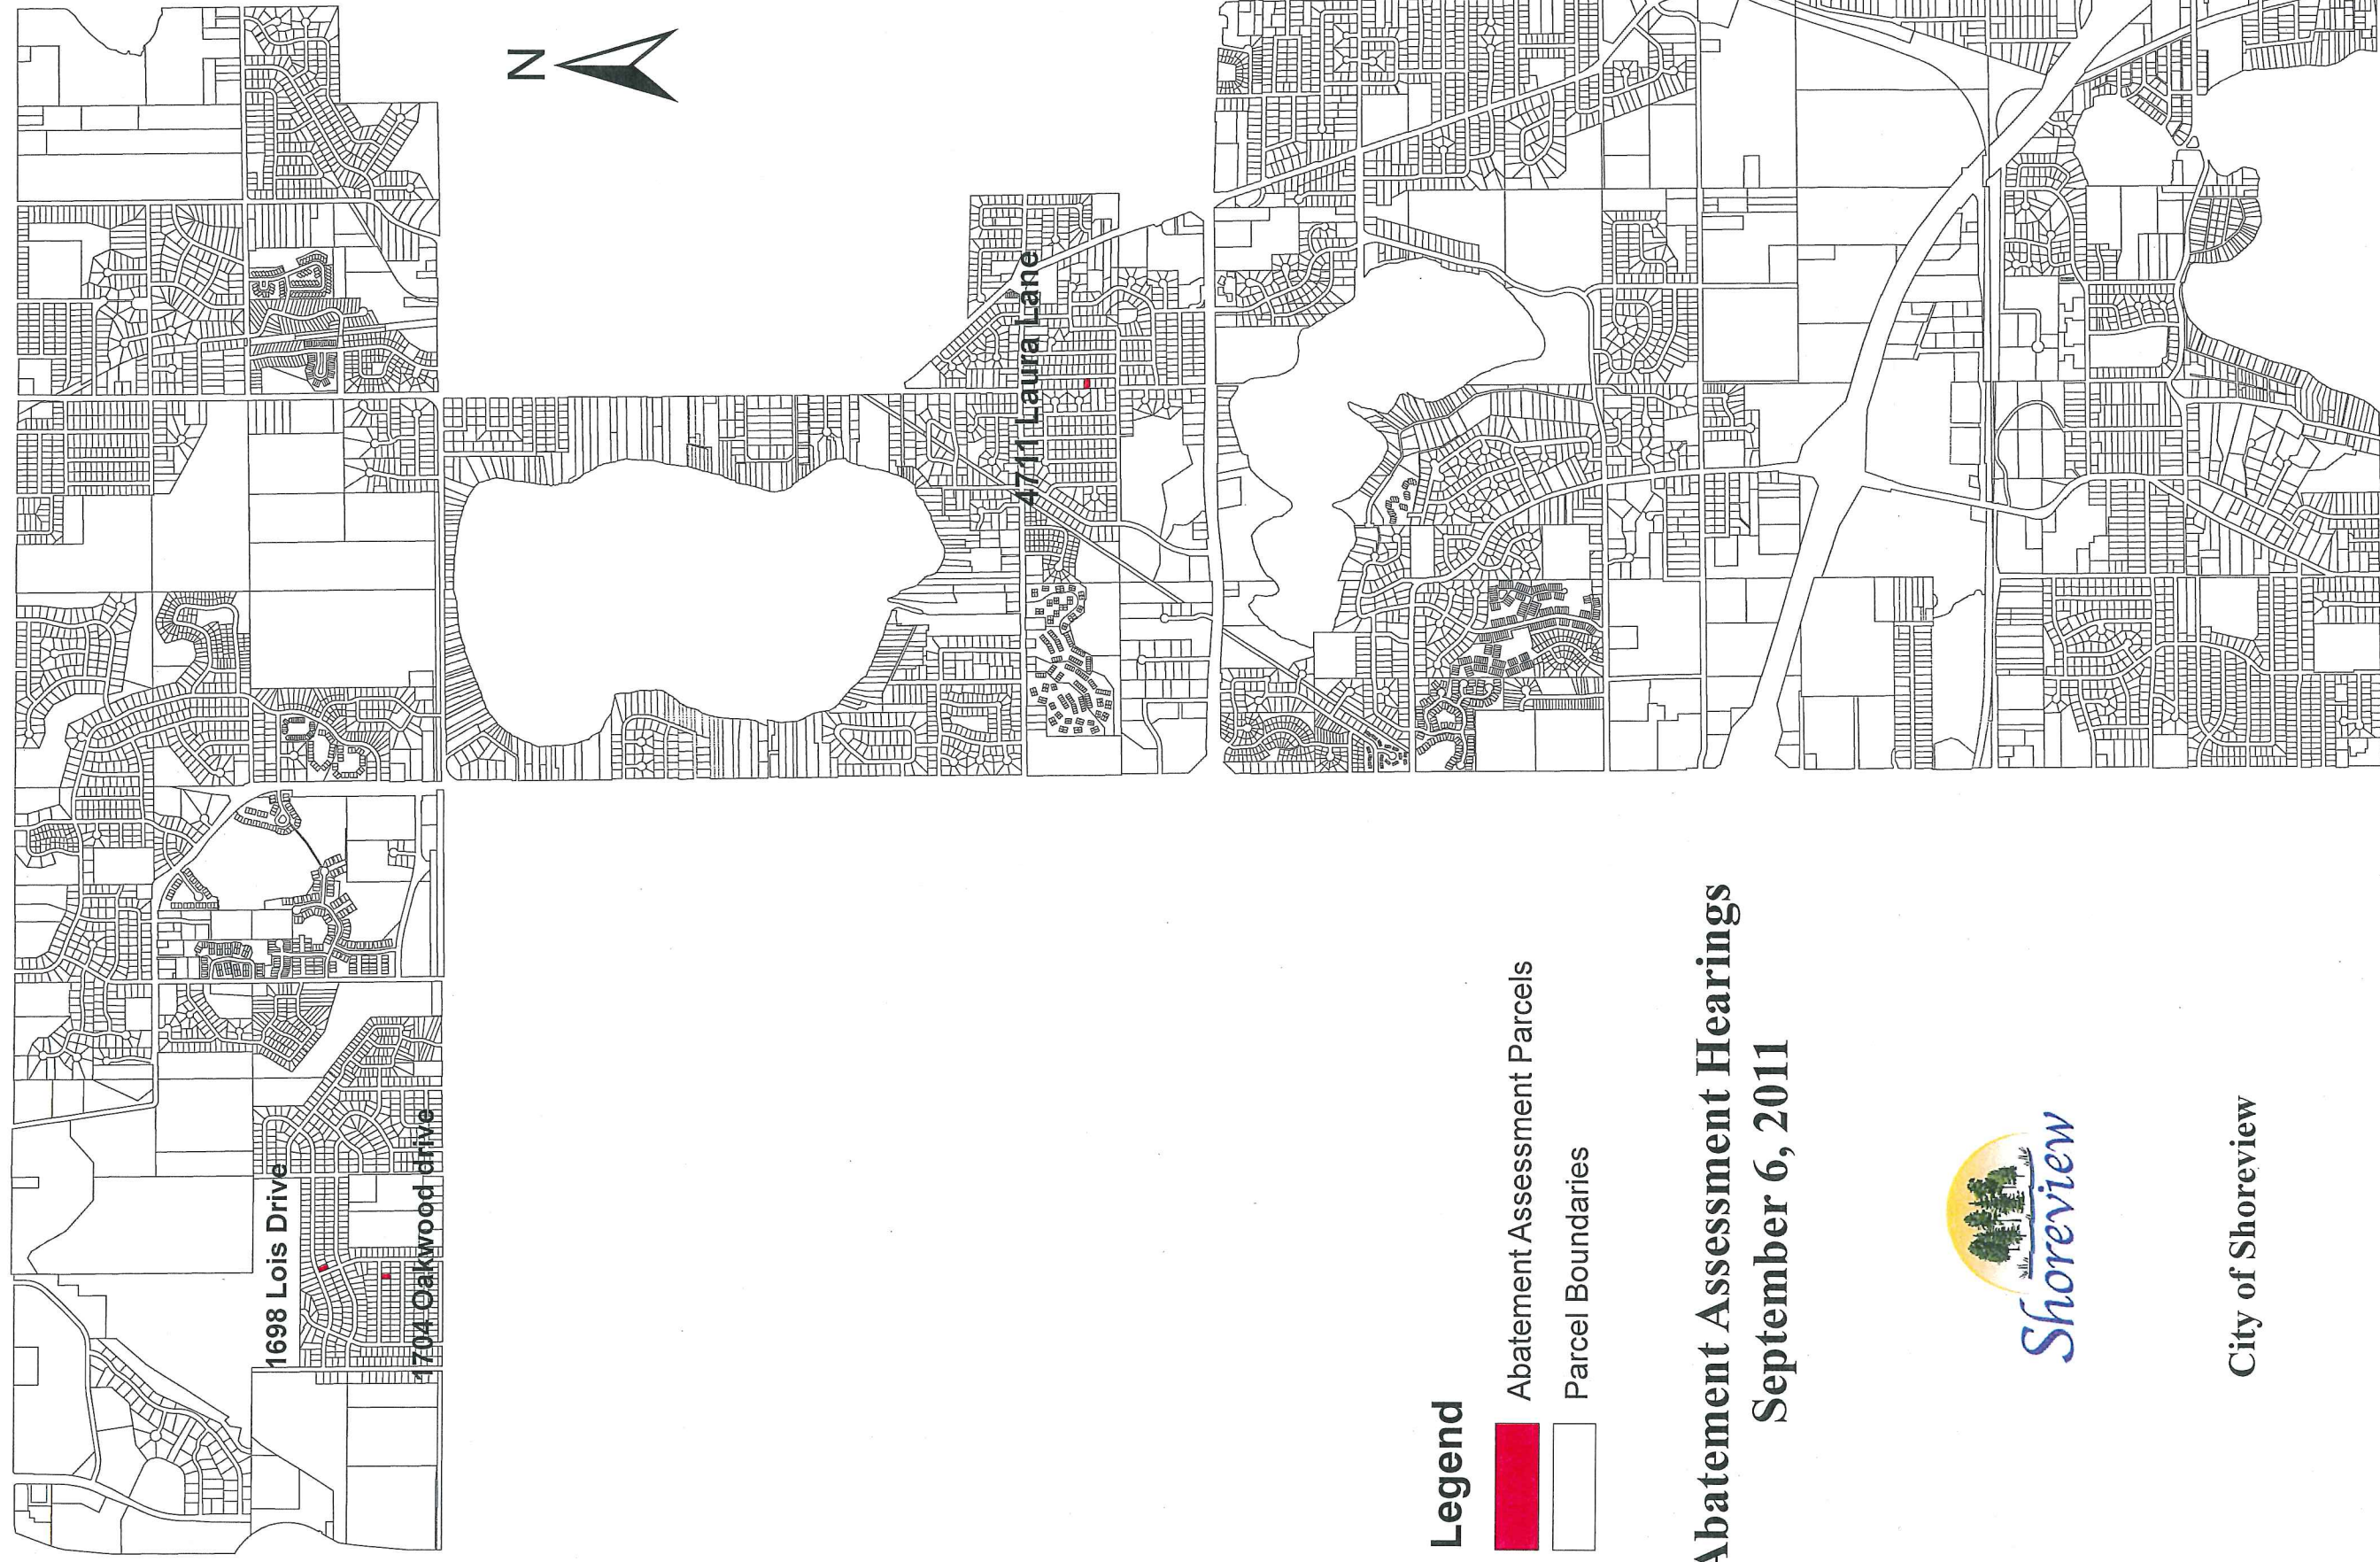 N
1698 Lois Drive
1704 Oakwood drive
4711 Laura Lane
Legend
Abatement Assessment Parcels
Parcel Boundaries
Abatement Assessment Hearings
September 6, 2011
Shoreview
City of Shoreview